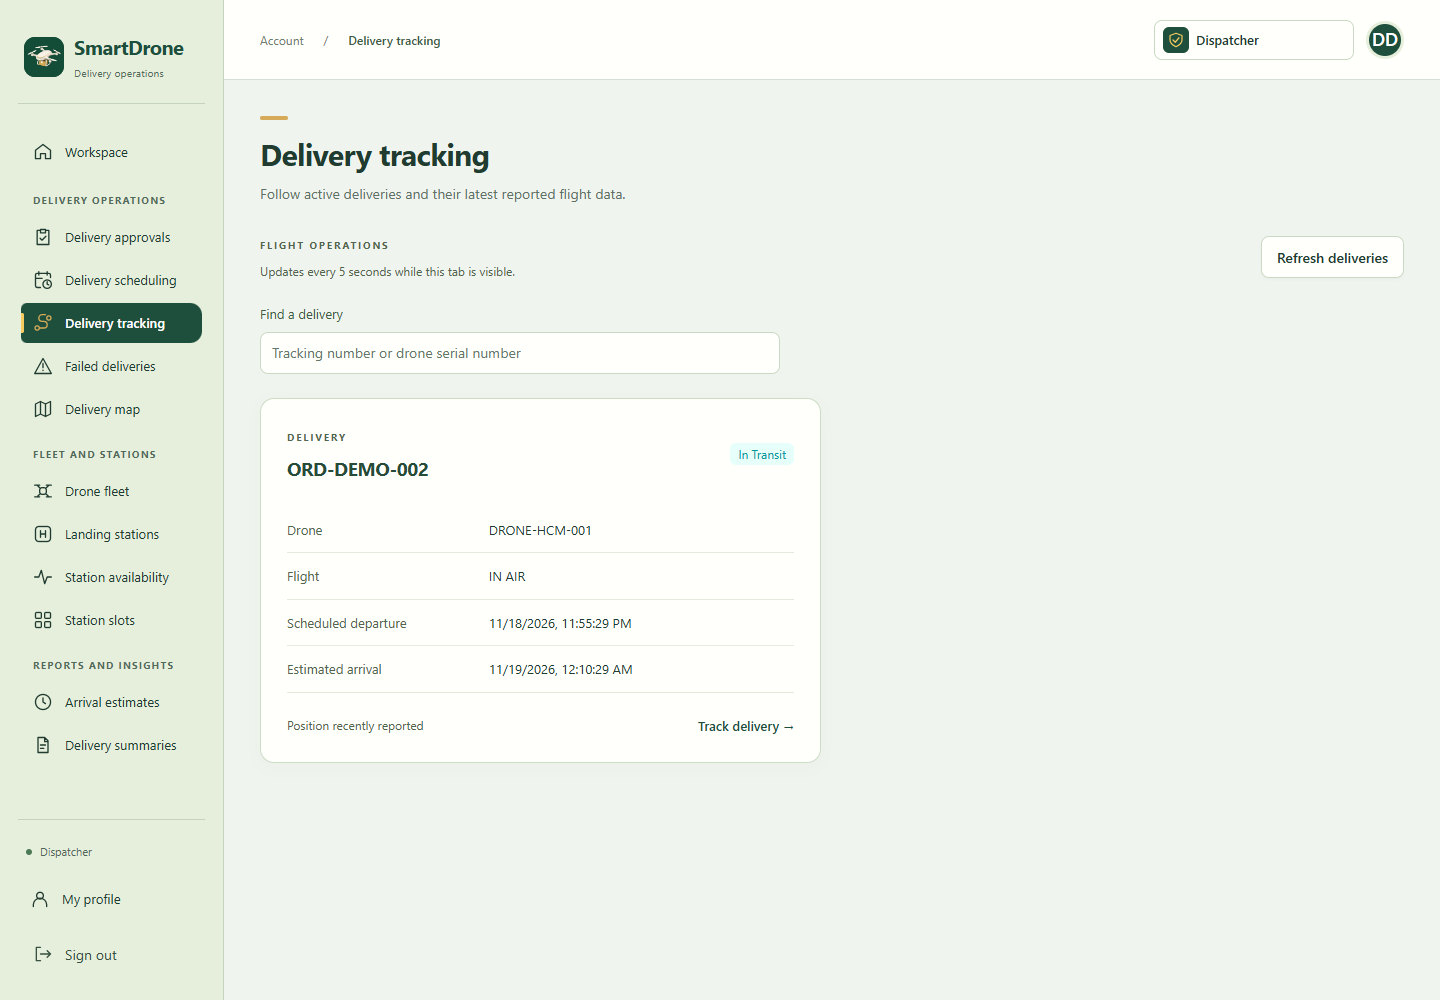 SmartDrone
Delivery operations
Workspace
DELIVERY OPERATIONS
Delivery approvals
Delivery scheduling
Delivery tracking
Failed deliveries
Delivery map
FLEET AND STATIONS
Drone fleet
Landing stations
Station availability
Station slots
REPORTS AND INSIGHTS
Arrival estimates
Delivery summaries
Dispatcher
My profile
Sign out
Account / Delivery tracking
Dispatcher
DD
Delivery tracking
Follow active deliveries and their latest reported flight data.
FLIGHT OPERATIONS
Updates every 5 seconds while this tab is visible.
Refresh deliveries
Find a delivery
Tracking number or drone serial number
DELIVERY
ORD-DEMO-002
In Transit
Drone DRONE-HCM-001
Flight IN AIR
Scheduled departure 11/18/2026, 11:55:29 PM
Estimated arrival 11/19/2026, 12:10:29 AM
Position recently reported
Track delivery →